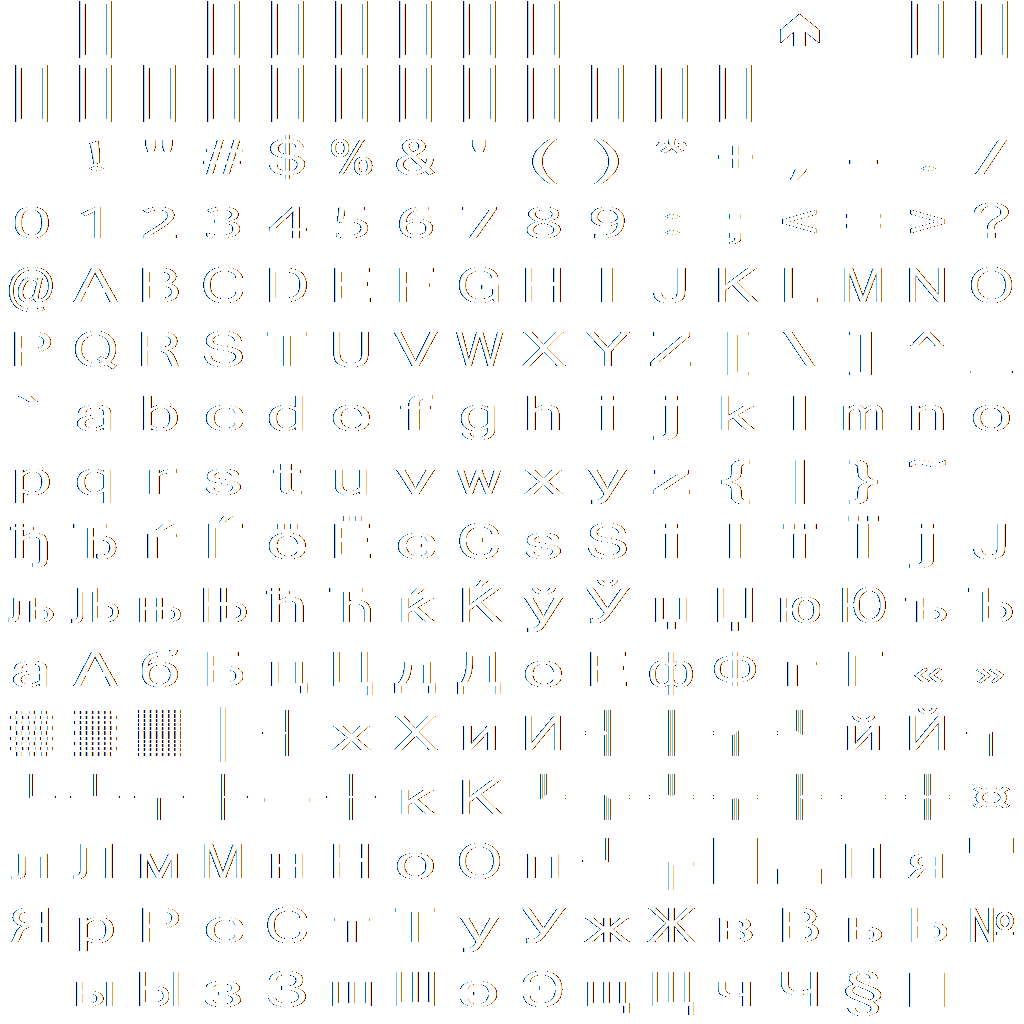 ! " # $ % & ' ( ) * + , - . /
0 1 2 3 4 5 6 7 8 9 : ; < = > ?
@ A B C D E F G H I J K L M N O
P Q R S T U V W X Y Z [ \ ] ^ _
` a b c d e f g h i j k l m n o
p q r s t u v w x y z { | } ~
ђ Ђ ѓ Ѓ ё Ё є Є ѕ Ѕ і І ї Ї ј Ј
љ Љ њ Њ ћ Ћ ќ Ќ ў Ў џ Џ ю Ю ъ Ъ
а А б Б ц Ц д Д е Е ф Ф г Г « »
░ ▒ ▓ │ ┤ х Х и И ╣ ║ ╗ ╝ й Й ┐
└ ┴ ┬ ├ ─ ┼ к К ╚ ╔ ╩ ╦ ╠ ═ ╬ ¤
л Л м М н Н о О п ┘ ┌ █ ▄ П я ▀
Я р Р с С т Т у У ж Ж в В ь Ь №
ы Ы з З ш Ш э Э щ Щ ч Ч § ■